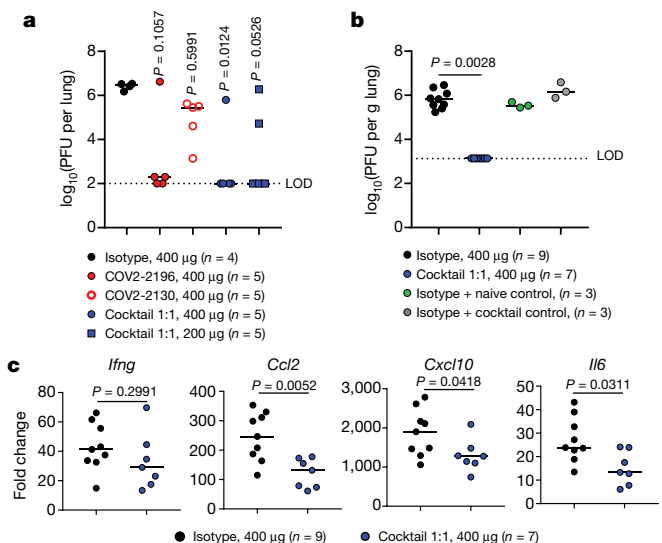 a
P = 0.1057
P = 0.5991
P = 0.0124
P = 0.0526
log10(PFU per lung)
8
6
4
2
0
LOD
Isotype, 400 µg (n = 4)
COV2-2196, 400 µg (n = 5)
COV2-2130, 400 µg (n = 5)
Cocktail 1:1, 400 µg (n = 5)
Cocktail 1:1, 200 µg (n = 5)
b
P = 0.0028
log10(PFU per g lung)
8
6
4
2
0
LOD
Isotype, 400 µg (n = 9)
Cocktail 1:1, 400 µg (n = 7)
Isotype + naive control, (n = 3)
Isotype + cocktail control, (n = 3)
c
Fold change
Ifng
P = 0.2991
80
60
40
20
0
Ccl2
P = 0.0052
400
300
200
100
0
Cxcl10
P = 0.0418
3,000
2,000
1,000
0
Il6
P = 0.0311
50
40
30
20
10
0
Isotype, 400 µg (n = 9)
Cocktail 1:1, 400 µg (n = 7)